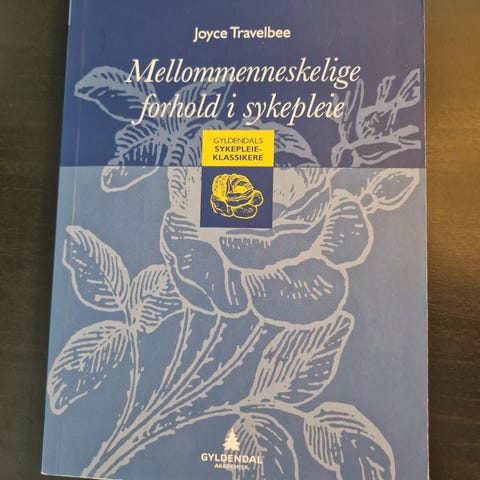 Joyce Travelbee
Mellommenneskelige
forhold i sykepleie
GYLDENDALS
SYKEPLEIE-
KLASSIKERE
GYLDENDAL
AKADEMISK